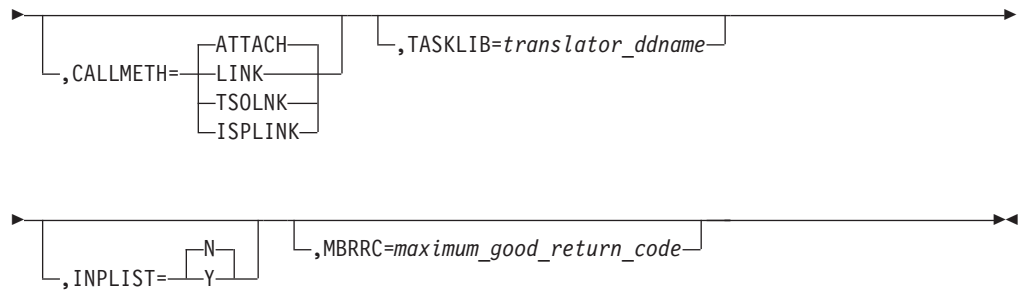 ATTACH
,CALLMETH= LINK ,TASKLIB=translator_ddname
TSOLNK
ISPLINK
N
,INPLIST= Y ,MBRRC=maximum_good_return_code